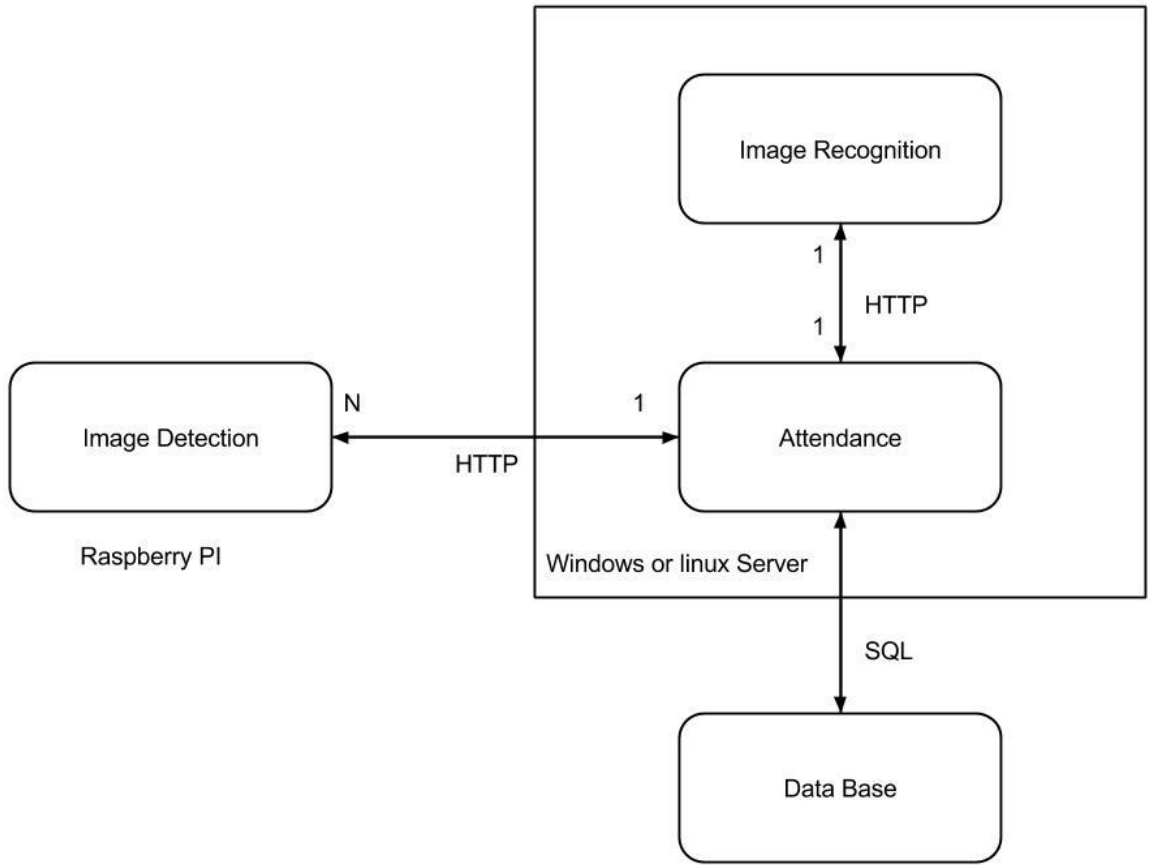 Image Recognition
1
HTTP
1
N
1
Image Detection
Attendance
HTTP
Raspberry PI
Windows or linux Server
SQL
Data Base